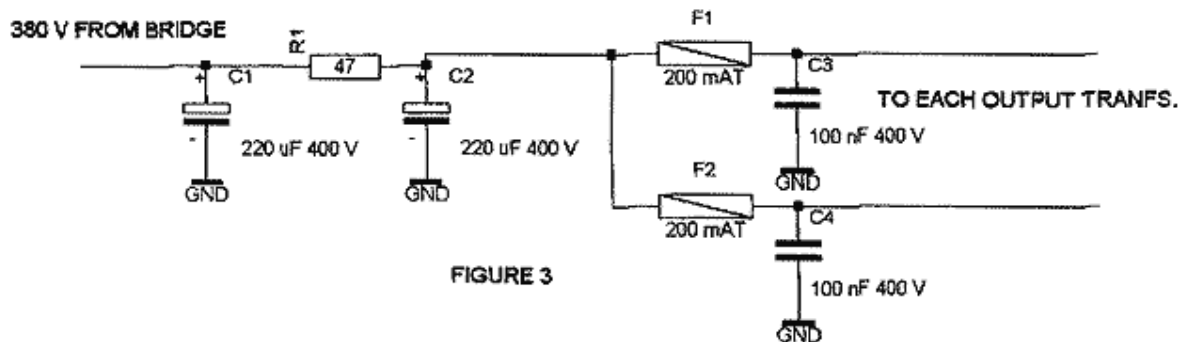 380 V FROM BRIDGE
R1
47
C1
C2
220 uF 400 V
220 uF 400 V
GND
GND
F1
200 mAT
C3
TO EACH OUTPUT TRANFS.
100 nF 400 V
GND
F2
200 mAT
C4
100 nF 400 V
GND
FIGURE 3